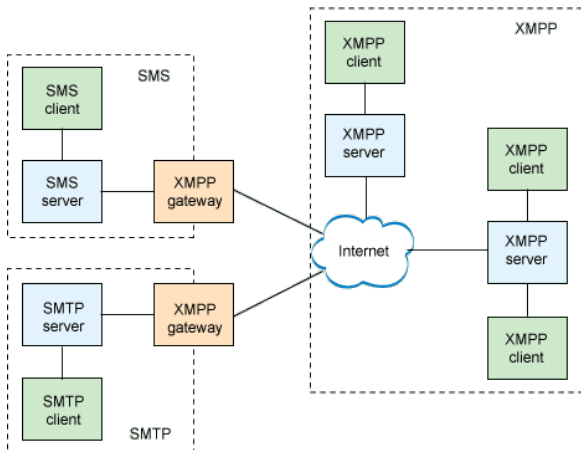 SMS
SMS
client
SMS
server
XMPP
gateway
SMTP
server
XMPP
gateway
SMTP
client
SMTP
XMPP
XMPP
client
XMPP
server
Internet
XMPP
client
XMPP
server
XMPP
client